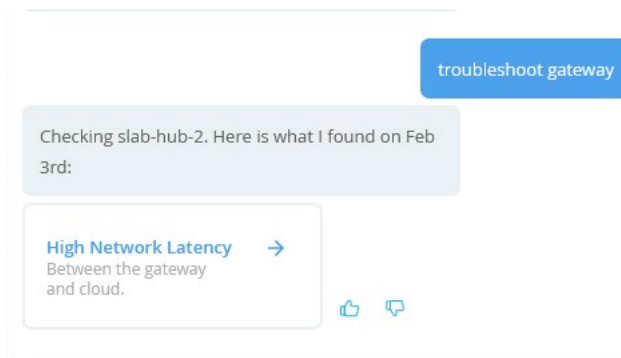 troubleshoot gateway
Checking slab-hub-2. Here is what I found on Feb
3rd:
High Network Latency
Between the gateway
and cloud.